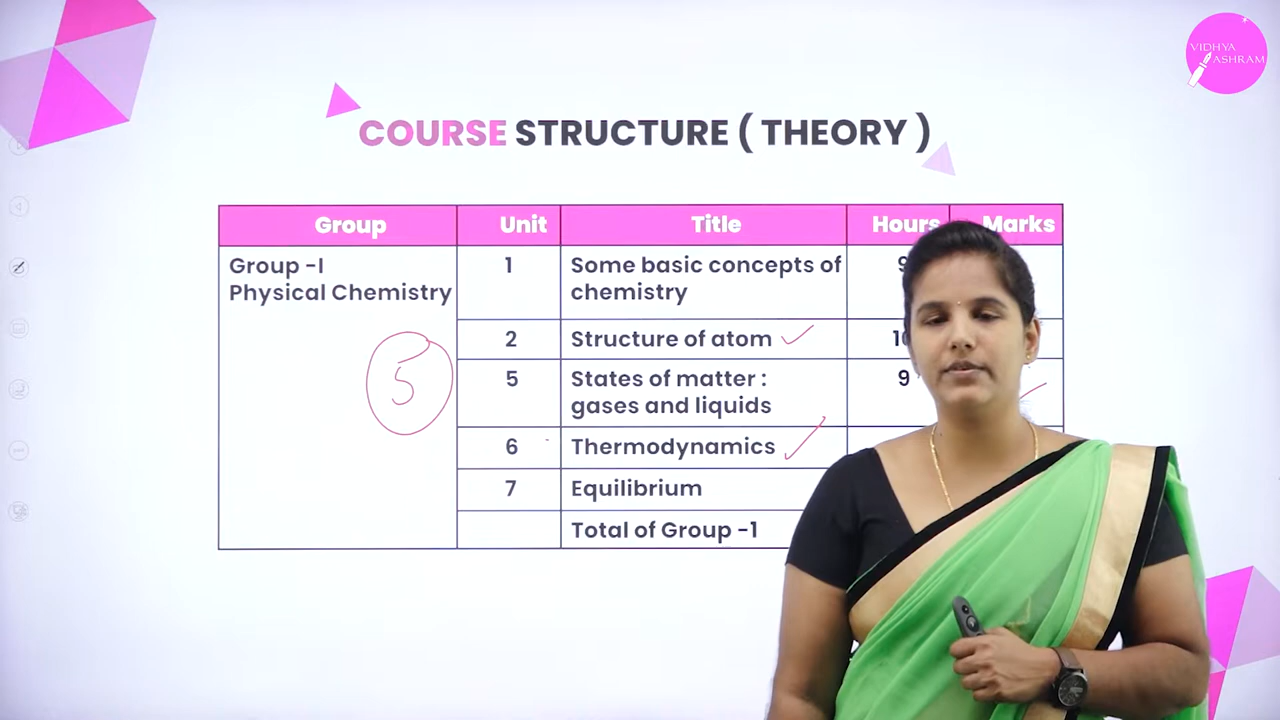 VIDHYA
ASHRAM
COURSE STRUCTURE ( THEORY )
Group Unit Title Hours Marks
Group -I 1 Some basic concepts of 9
Physical Chemistry chemistry
2 Structure of atom
5
5 States of matter : 9
gases and liquids
6 Thermodynamics
7 Equilibrium
Total of Group -1